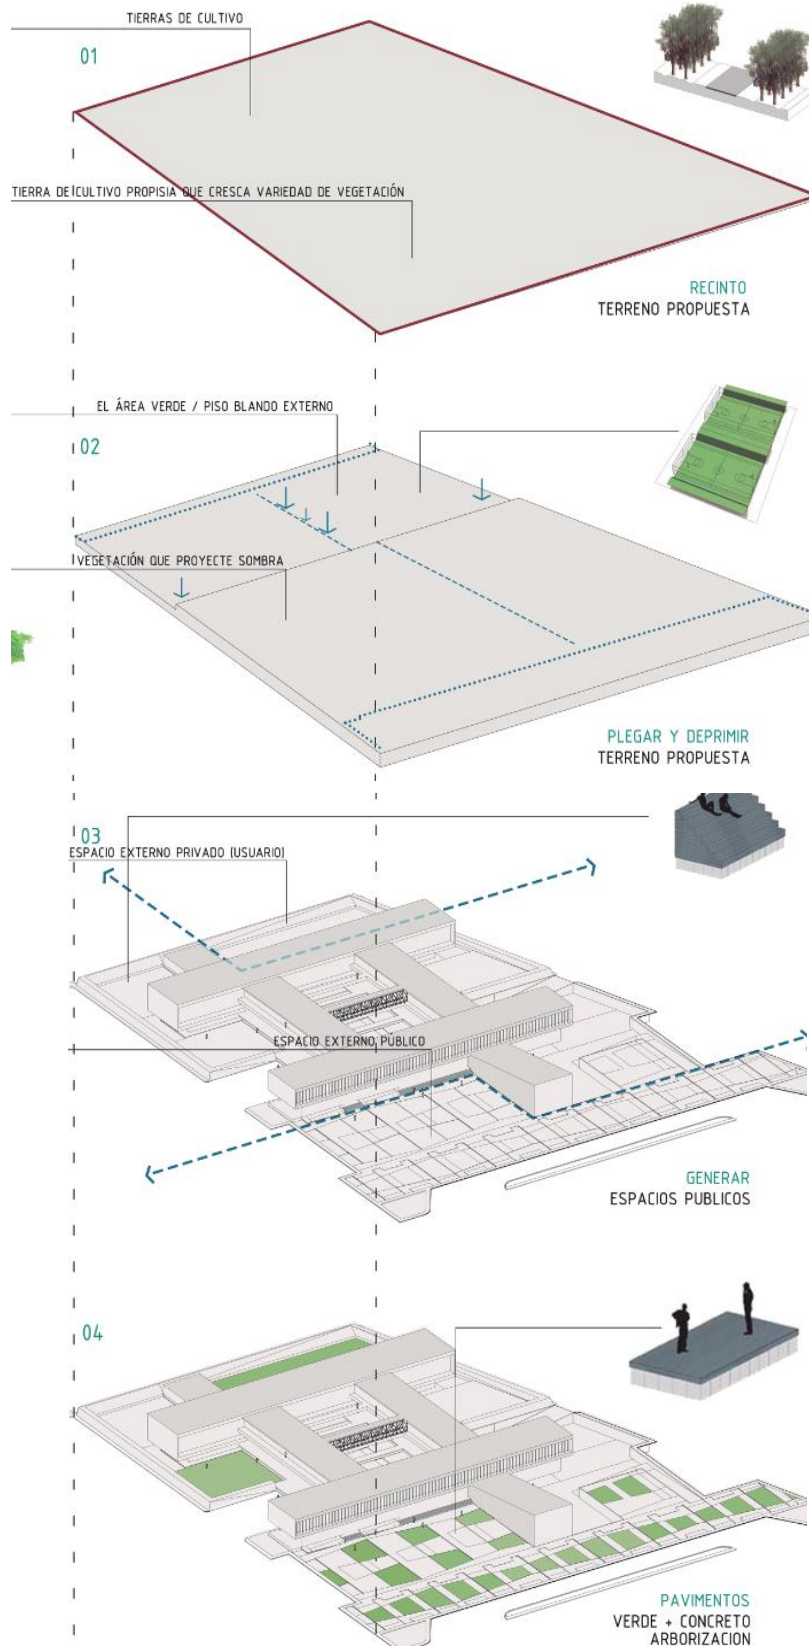 TIERRAS DE CULTIVO
01
TIERRA DE CULTIVO PROPISIA QUE CRESCA VARIEDAD DE VEGETACIÓN
RECINTO
TERRENO PROPUESTA
EL ÁREA VERDE / PISO BLANDO EXTERNO
02
VEGETACIÓN QUE PROYECTE SOMBRA
PLEGAR Y DEPRIMIR
TERRENO PROPUESTA
03
ESPACIO EXTERNO PRIVADO (USUARIO)
ESPACIO EXTERNO PÚBLICO
GENERAR
ESPACIOS PUBLICOS
04
PAVIMENTOS
VERDE + CONCRETO
ARBORIZACION